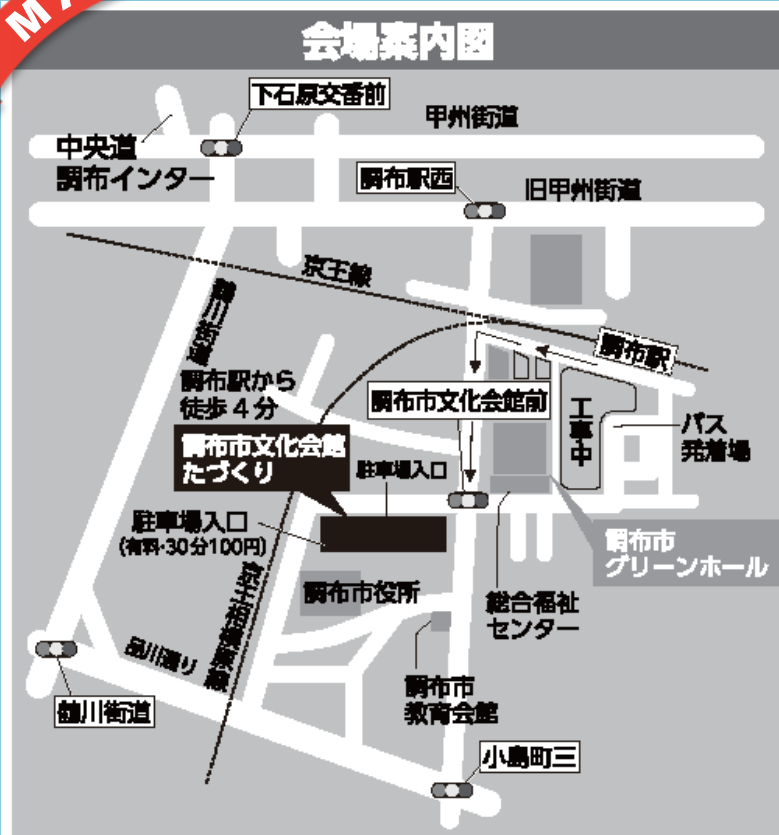 MA
会場案内図
下石原交番前
甲州街道
中央道
調布インター
調布駅西
旧甲州街道
京王線
鶴川街道
調布駅
調布駅から
徒歩4分
調布市文化会館前
工事中
バス
発着場
調布市文化会館
たづくり
駐車場入口
駐車場入口
(有料・30分100円)
調布市
グリーンホール
調布市役所
総合福祉
センター
京王相模原線
品川通り
調布市
教育会館
鶴川街道
小島町三